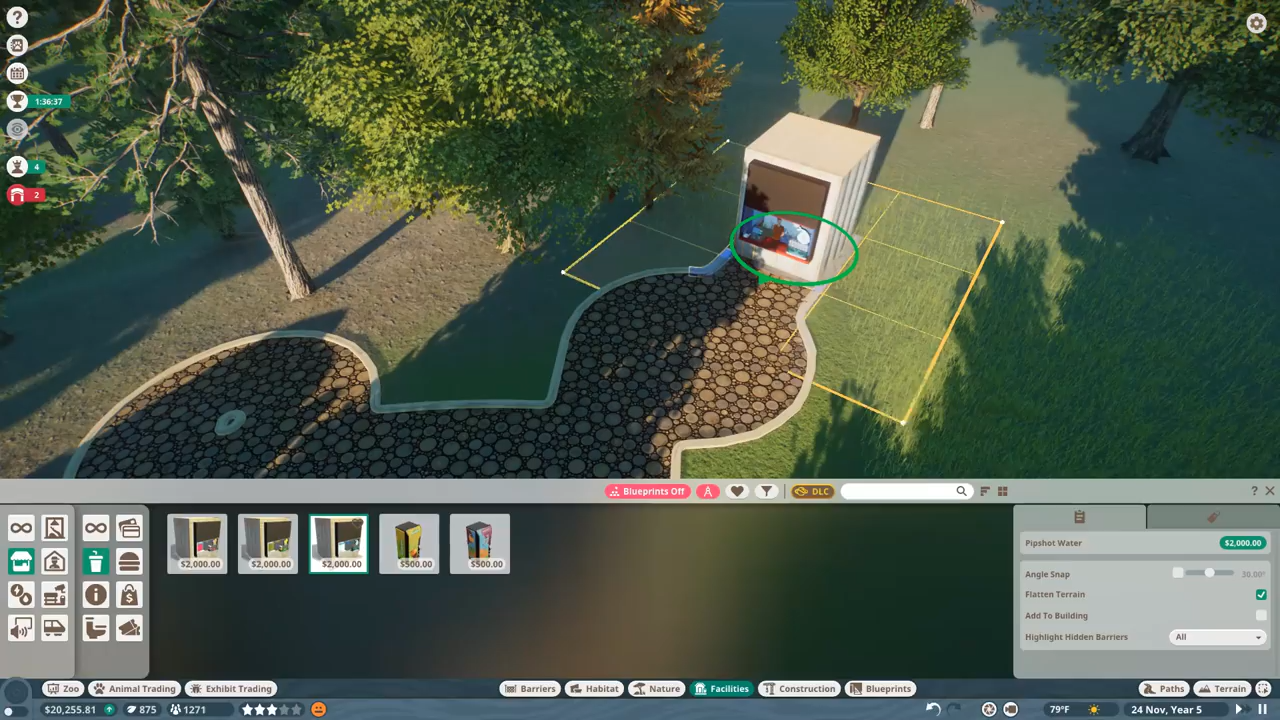 ?
1:36:37
4
2
Blueprints Off
DLC
? ×
$2,000.00 $2,000.00 $2,000.00 $500.00 $500.00
Pipshot Water $2,000.00
Angle Snap 30.00°
Flatten Terrain
Add To Building
Highlight Hidden Barriers All
Zoo Animal Trading Exhibit Trading Barriers Habitat Nature Facilities Construction Blueprints Paths Terrain
$20,255.81 875 1271 79°F 24 Nov, Year 5